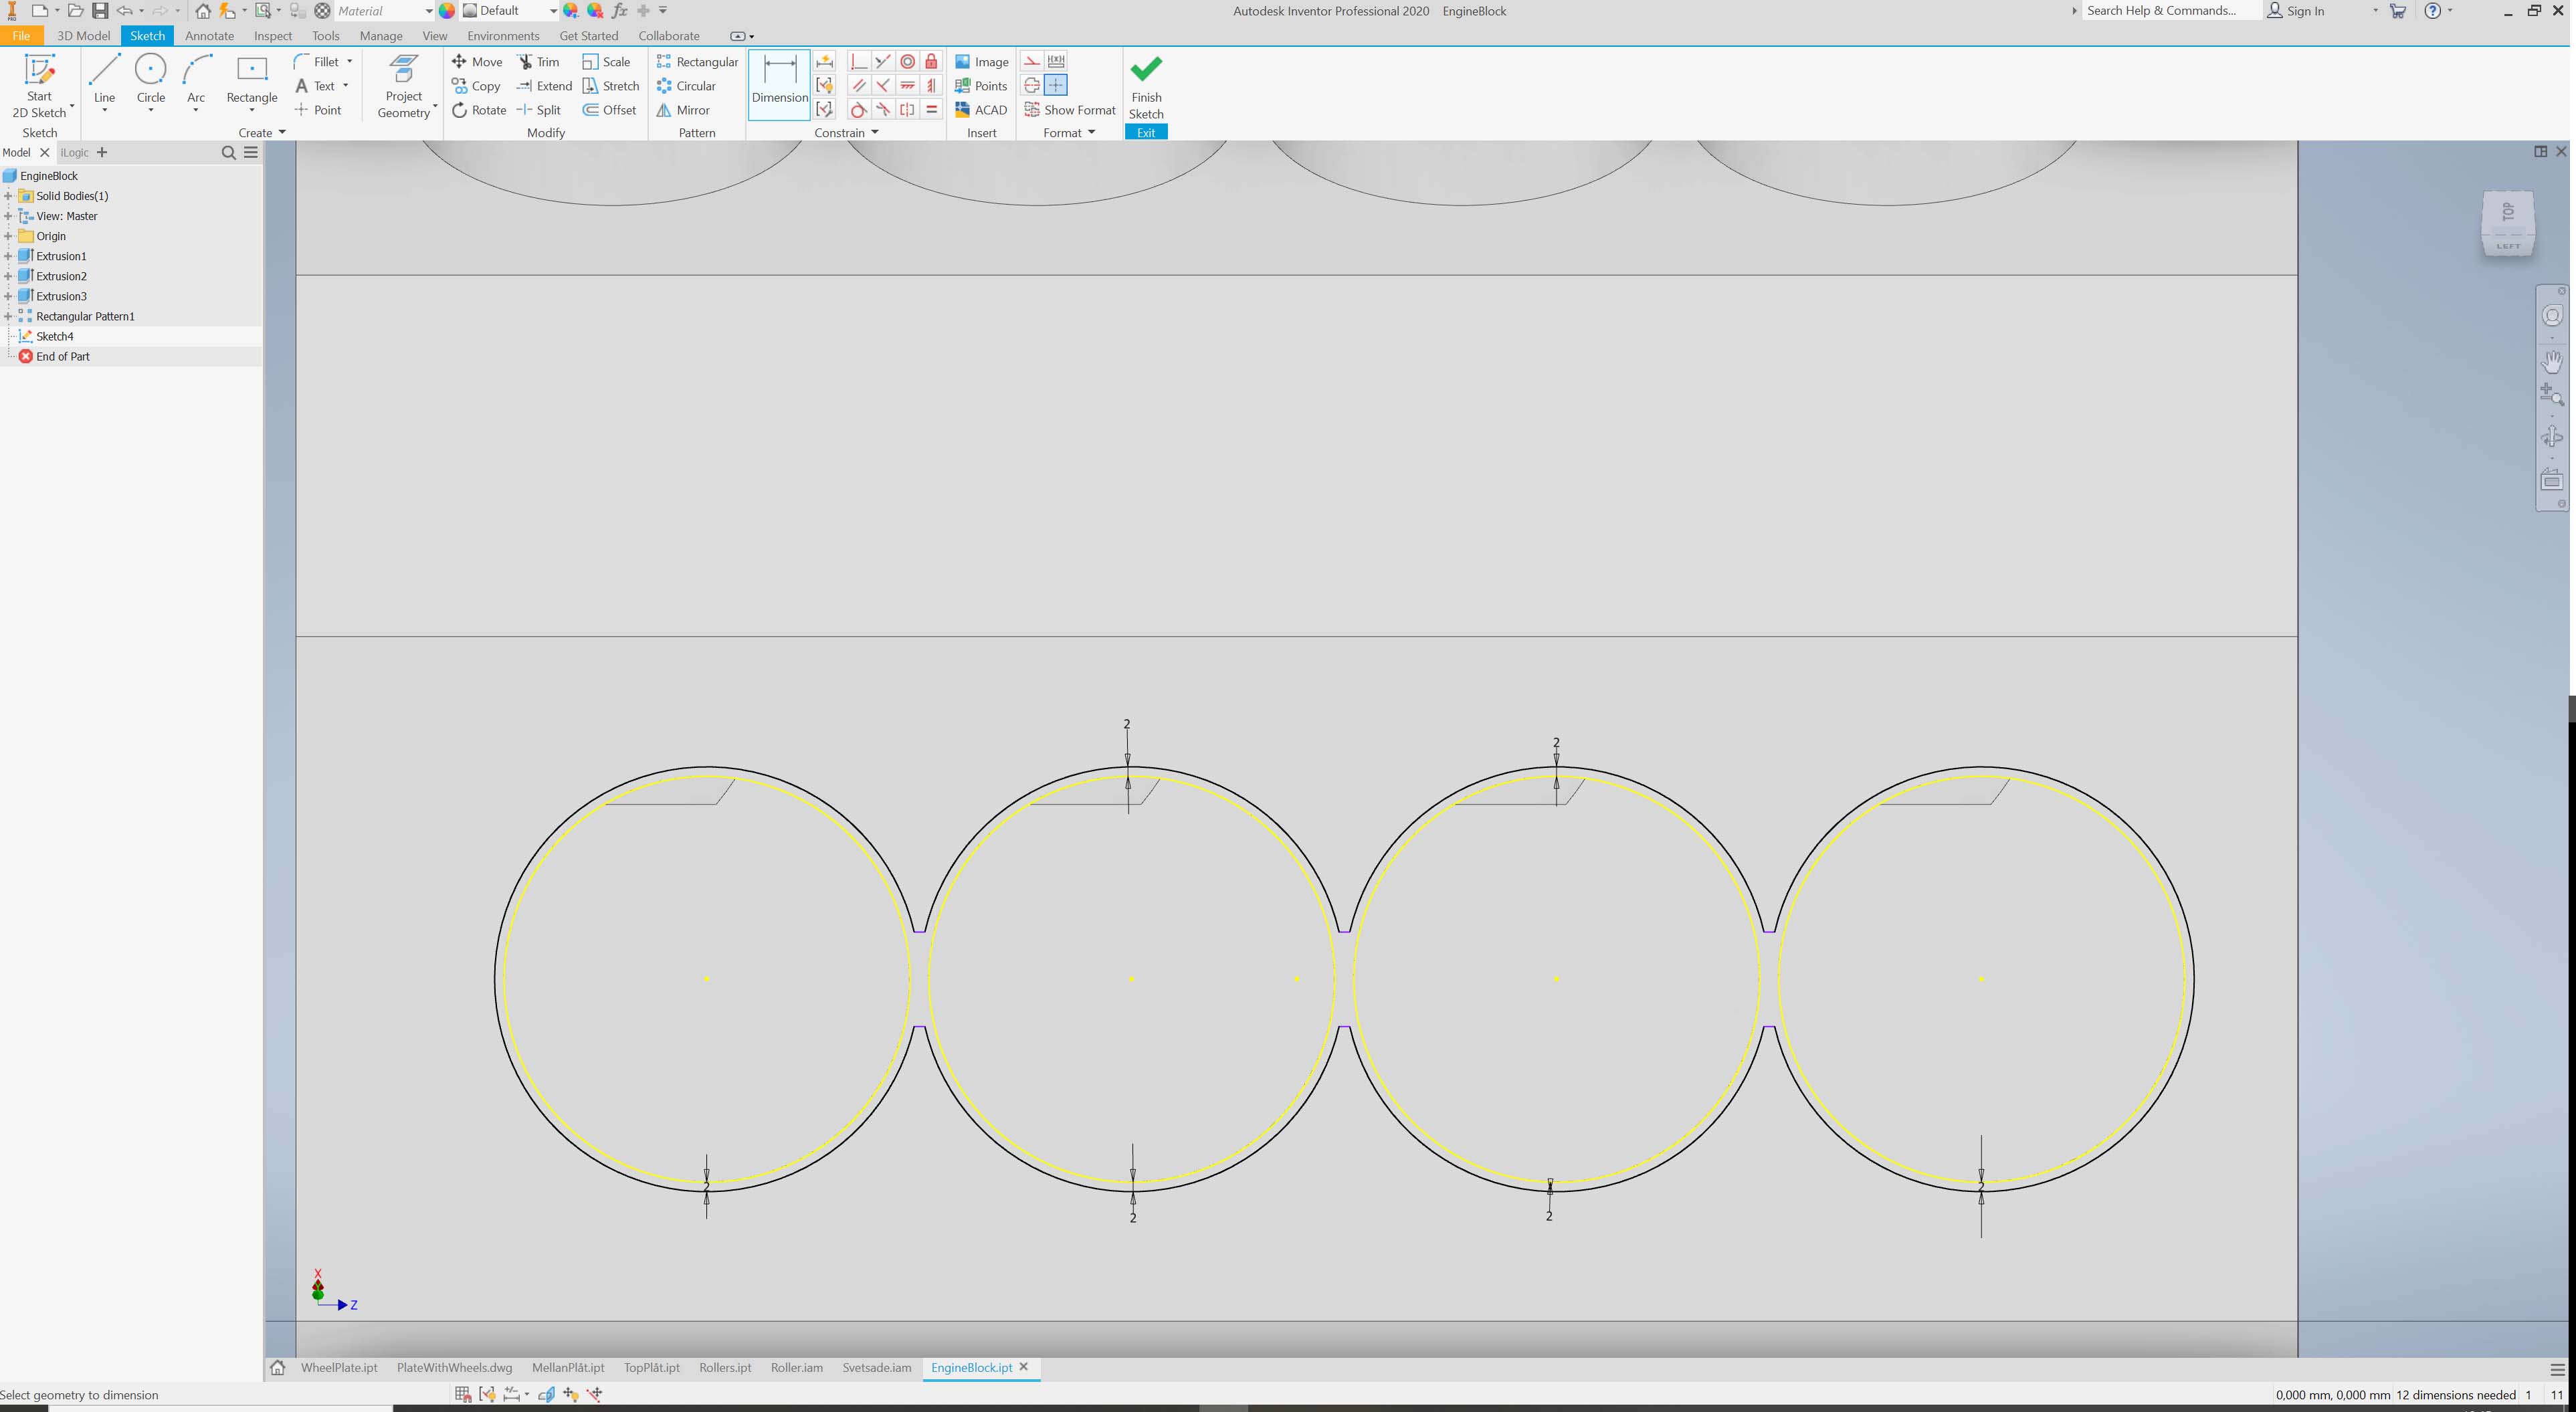 Material Default Autodesk Inventor Professional 2020 EngineBlock Search Help & Commands... Sign In
File 3D Model Sketch Annotate Inspect Tools Manage View Environments Get Started Collaborate
Start
2D Sketch
Sketch
Line Circle Arc Rectangle
Fillet
Text
Point
Create
Project
Geometry
Move Trim Scale
Copy Extend Stretch
Rotate Split Offset
Modify
Rectangular
Circular
Mirror
Pattern
Dimension
Constrain
Image
Points
ACAD
Insert
Show Format
Format
Finish
Sketch
Exit
Model iLogic
EngineBlock
Solid Bodies(1)
View: Master
Origin
Extrusion1
Extrusion2
Extrusion3
Rectangular Pattern1
Sketch4
End of Part
TOP
LEFT
2
2
2
2
2
2
X
Z
WheelPlate.ipt PlateWithWheels.dwg MellanPlåt.ipt TopPlåt.ipt Rollers.ipt Roller.iam Svetsade.iam EngineBlock.ipt
Select geometry to dimension 0,000 mm, 0,000 mm 12 dimensions needed 1 11